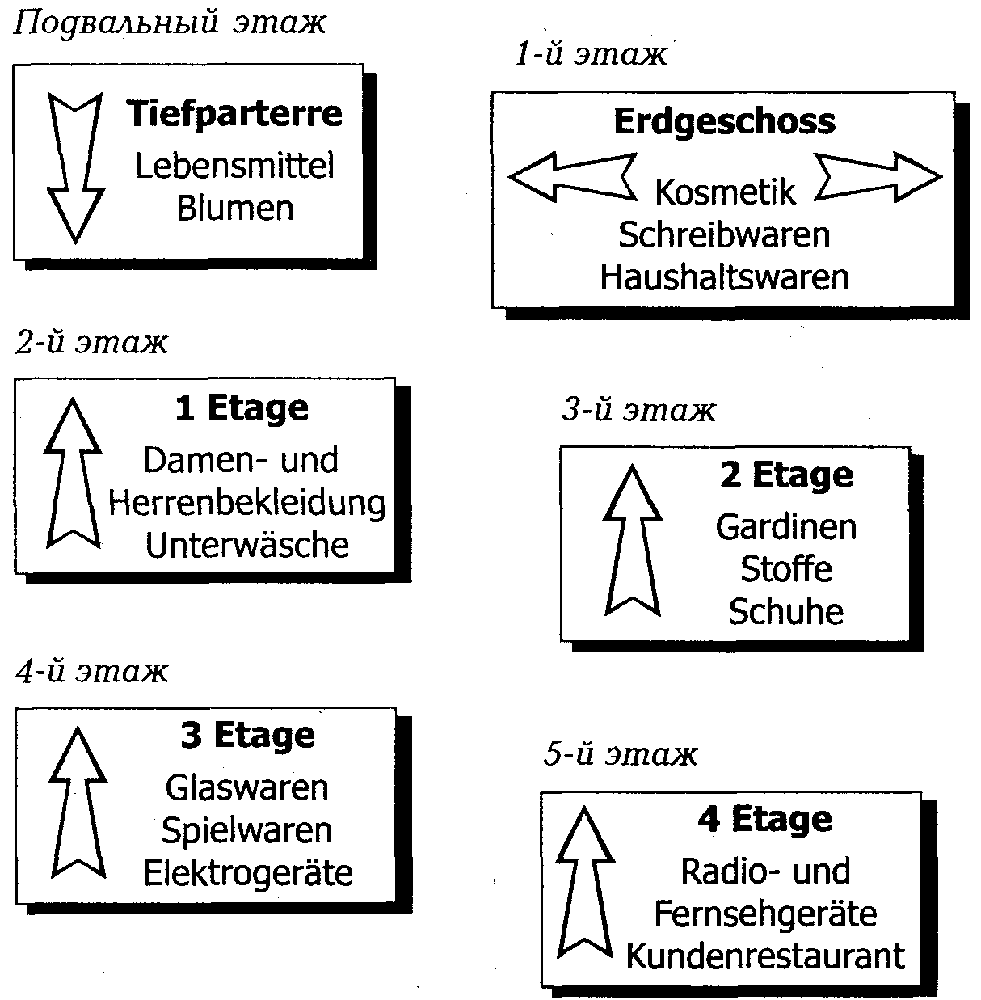 Подвальный этаж
Tiefparterre
Lebensmittel
Blumen
1-й этаж
Erdgeschoss
Kosmetik
Schreibwaren
Haushaltswaren
2-й этаж
1 Etage
Damen- und
Herrenbekleidung
Unterwäsche
3-й этаж
2 Etage
Gardinen
Stoffe
Schuhe
4-й этаж
3 Etage
Glaswaren
Spielwaren
Elektrogeräte
5-й этаж
4 Etage
Radio- und
Fernsehgeräte
Kundenrestaurant